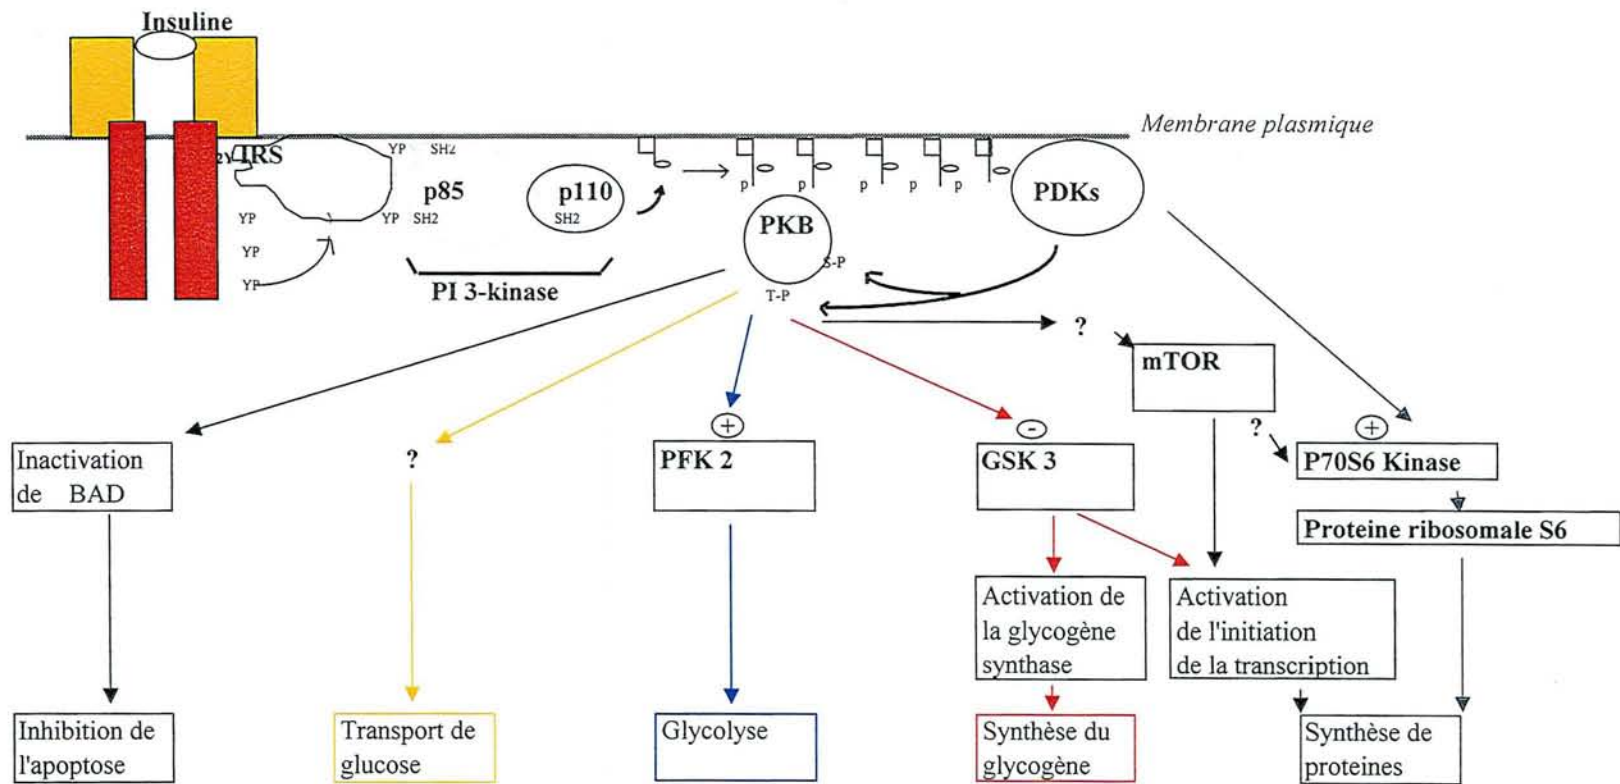 Insuline
Membrane plasmique
IRS
YP SH2
p85
p110
PDKs
YP
YP SH2
SH2
PKB
YP
S-P
YP
PI 3-kinase
T-P
p p p p p
?
mTOR
+
-
?
+
Inactivation
de BAD
?
PFK 2
GSK 3
P70S6 Kinase
Proteine ribosomale S6
Activation de
la glycogène
synthase
Activation
de l'initiation
de la transcription
Inhibition de
l'apoptose
Transport de
glucose
Glycolyse
Synthèse du
glycogène
Synthèse de
proteines